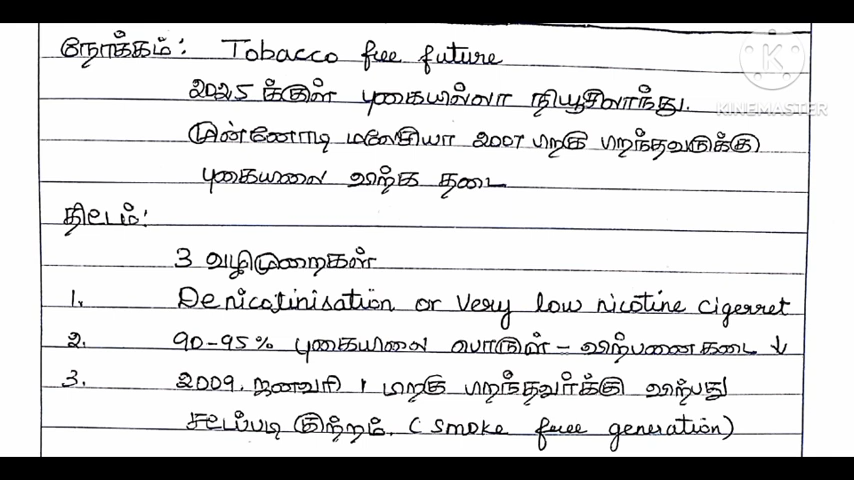 நோக்கம்: Tobacco free future
2025 க்குள் புகையில்லா நியூசிலாந்து.
முன்னோடி மலேசியா 2007 பிறகு பிறந்தவருக்கு
புகையிலை விற்க தடை
திட்டம்:
3 வழிமுறைகள்
1. Denicotinisation or Very low nicotine cigerret
2. 90-95% புகையிலை பொருள் - விற்பனை கடை ↓
3. 2009. ஜனவரி 1 பிறகு பிறந்தவர்க்கு விற்பது
சட்டப்படி குற்றம். (smoke free generation)
K
KINEMASTER